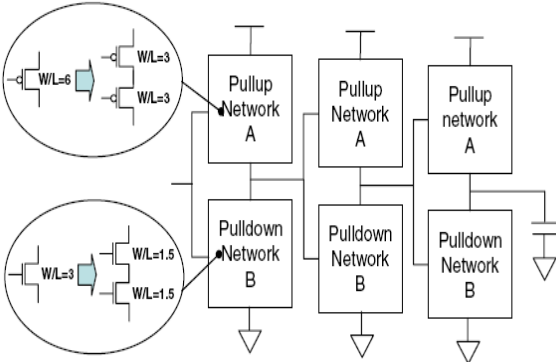 W/L=6
W/L=3
W/L=3
Pullup
Network
A
Pullup
Network
A
Pullup
network
A
W/L=3
W/L=1.5
W/L=1.5
Pulldown
Network
B
Pulldown
Network
B
Pulldown
Network
B